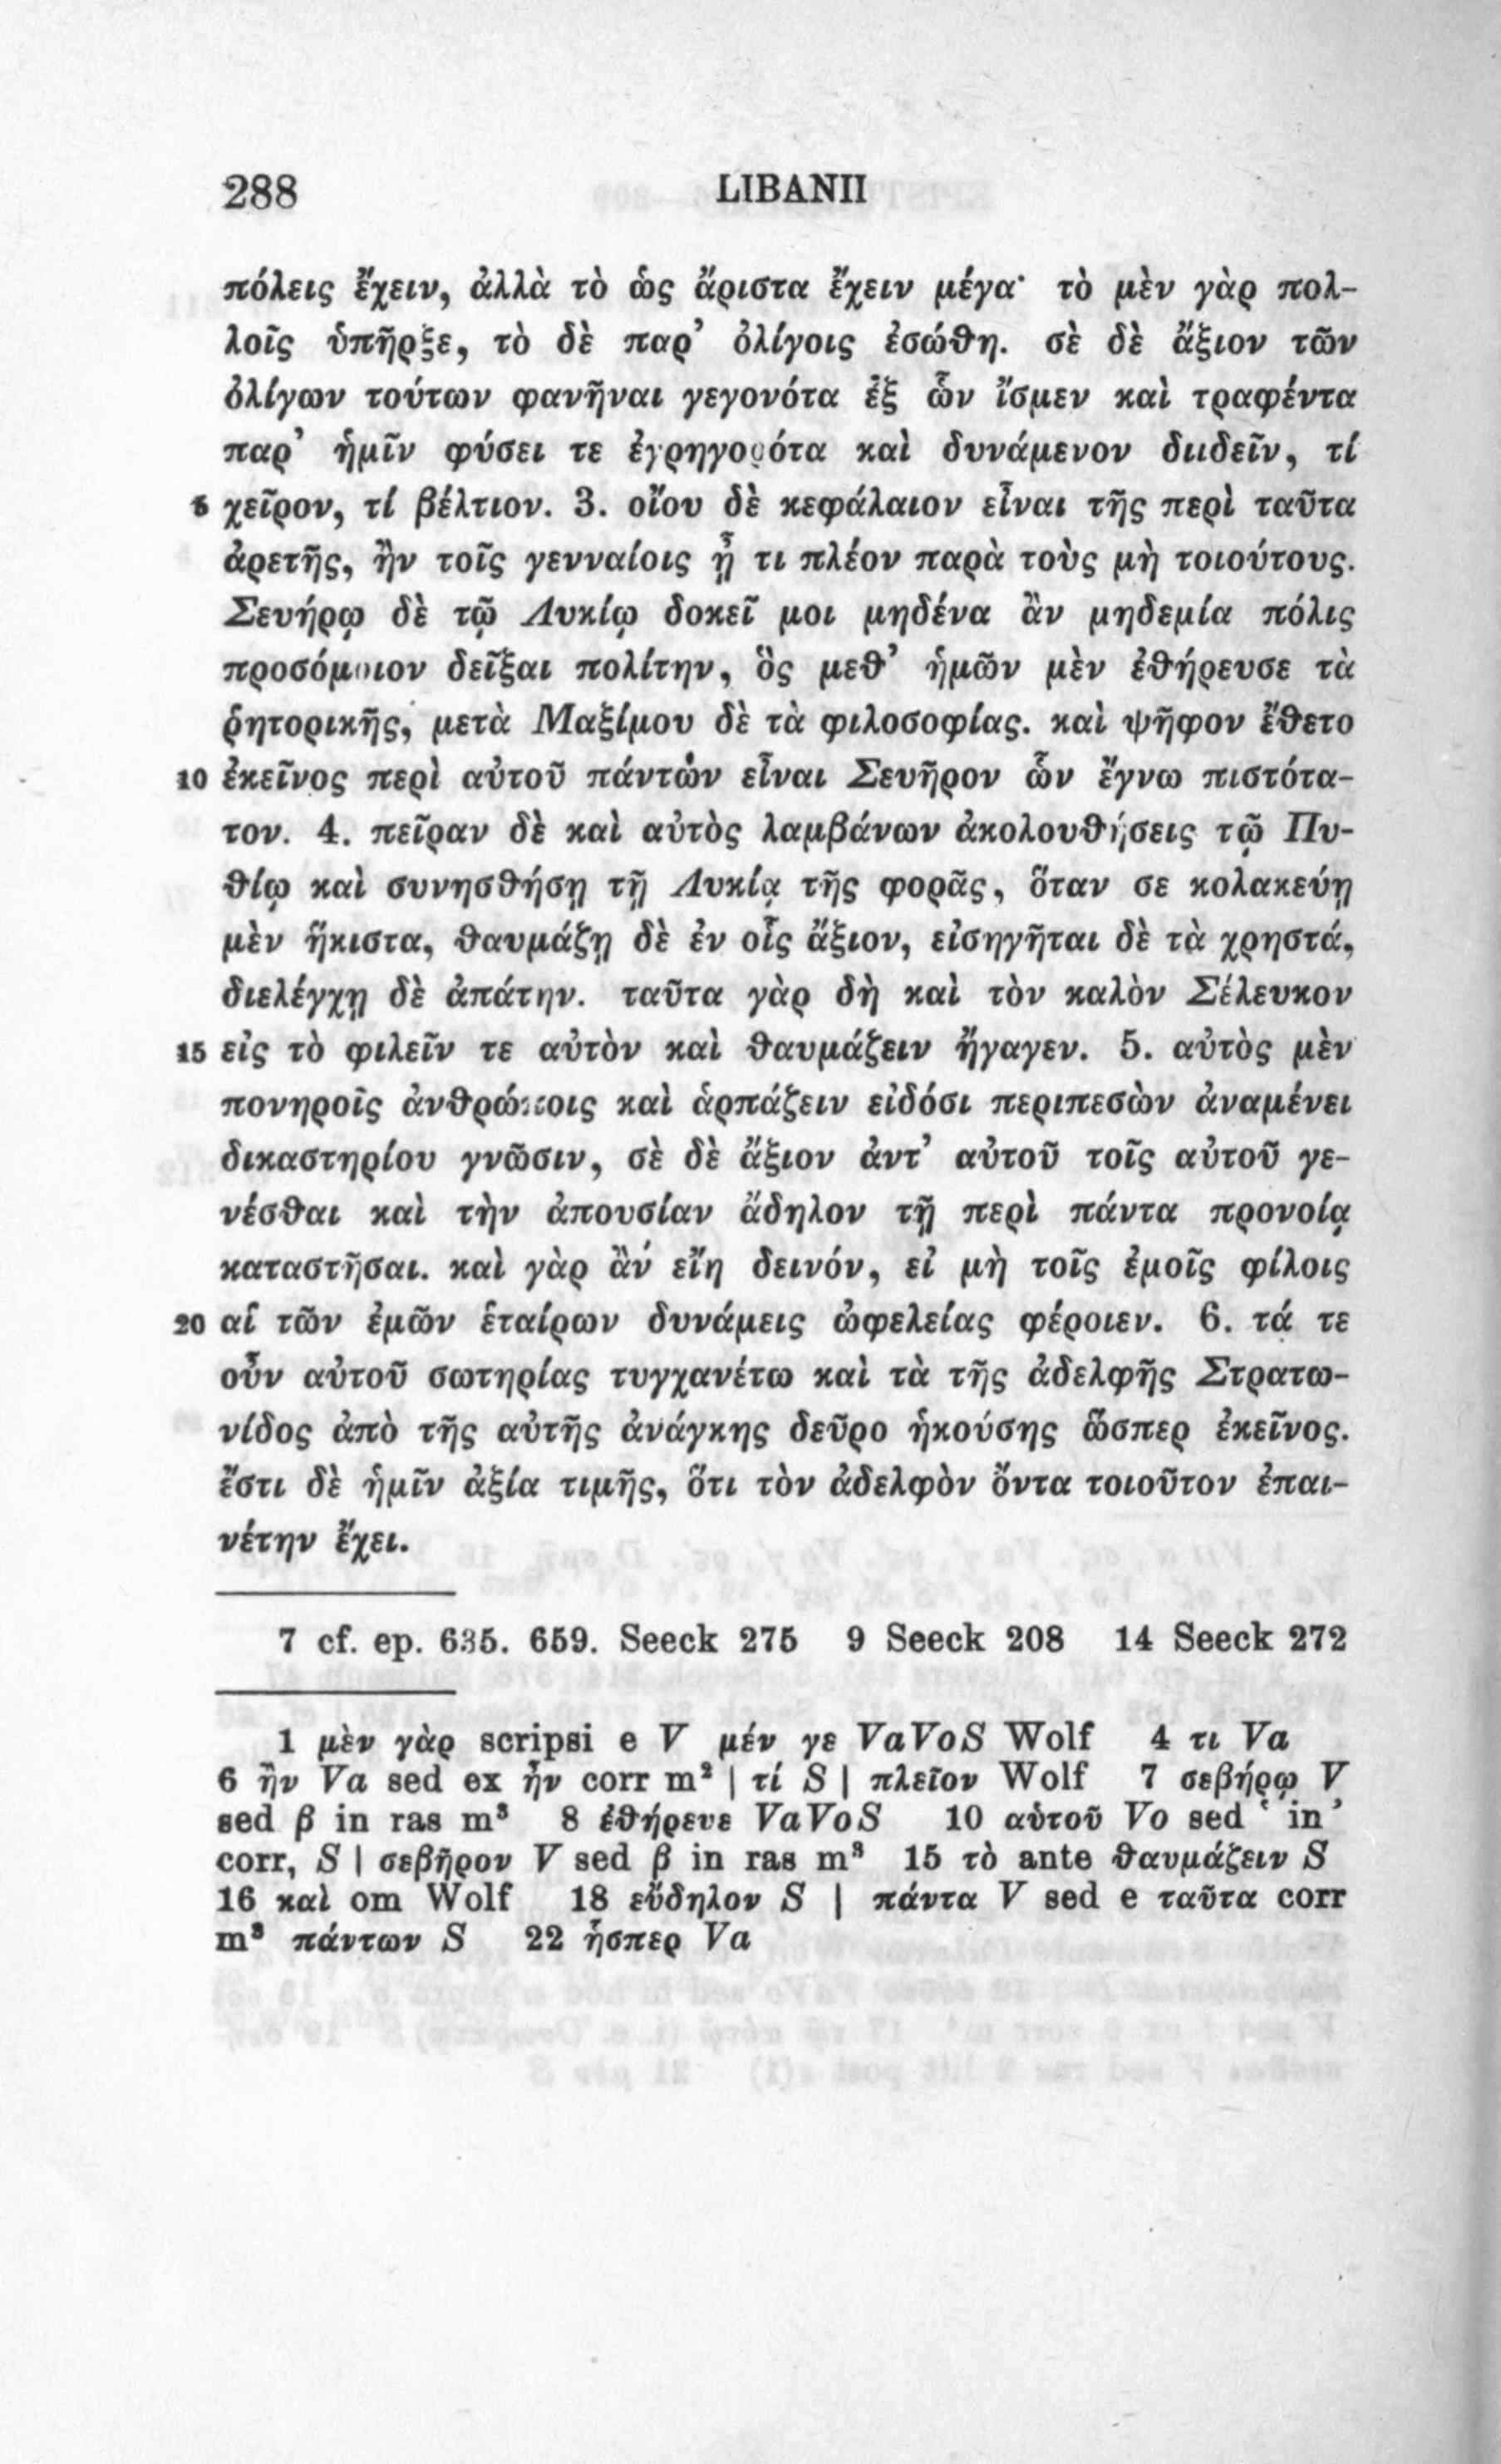 288 LIBANII
πόλεις ἔχειν, ἀλλὰ τὸ ὡς ἄριστα ἔχειν μέγα· τὸ μὲν γὰρ πολ-
λοῖς ὑπῆρξε, τὸ δὲ παρ’ ὀλίγοις ἐσώθη. σὲ δὲ ἄξιον τῶν
ὀλίγων τούτων φανῆναι γεγονότα ἐξ ὧν ἴσμεν καὶ τραφέντα
παρ’ ἡμῖν φύσει τε ἐγρηγορότα καὶ δυνάμενον διιδεῖν, τί
5 χεῖρον, τί βέλτιον. 3. οἴου δὲ κεφάλαιον εἶναι τῆς περὶ ταῦτα
ἀρετῆς, ἢν τοῖς γενναίοις ᾖ τι πλέον παρὰ τοὺς μὴ τοιούτους.
Σευήρῳ δὲ τῷ Λυκίῳ δοκεῖ μοι μηδένα ἂν μηδεμία πόλις
προσόμοιον δεῖξαι πολίτην, ὃς μεθ’ ἡμῶν μὲν ἐθήρευσε τὰ
ῥητορικῆς, μετὰ Μαξίμου δὲ τὰ φιλοσοφίας. καὶ ψῆφον ἔθετο
10 ἐκεῖνος περὶ αὐτοῦ πάντων εἶναι Σευῆρον ὧν ἔγνω πιστότα-
τον. 4. πεῖραν δὲ καὶ αὐτὸς λαμβάνων ἀκολουθήσεις τῷ Πυ-
θίῳ καὶ συνησθήσῃ τῇ Λυκίᾳ τῆς φορᾶς, ὅταν σε κολακεύῃ
μὲν ἥκιστα, θαυμάζῃ δὲ ἐν οἷς ἄξιον, εἰσηγῆται δὲ τὰ χρηστά,
διελέγχῃ δὲ ἀπάτην. ταῦτα γὰρ δὴ καὶ τὸν καλὸν Σέλευκον
15 εἰς τὸ φιλεῖν τε αὐτὸν καὶ θαυμάζειν ἤγαγεν. 5. αὐτὸς μὲν
πονηροῖς ἀνθρώποις καὶ ἁρπάζειν εἰδόσι περιπεσὼν ἀναμένει
δικαστηρίου γνῶσιν, σὲ δὲ ἄξιον ἀντ’ αὐτοῦ τοῖς αὐτοῦ γε-
νέσθαι καὶ τὴν ἀπουσίαν ἄδηλον τῇ περὶ πάντα προνοίᾳ
καταστῆσαι. καὶ γὰρ ἂν εἴη δεινόν, εἰ μὴ τοῖς ἐμοῖς φίλοις
20 αἱ τῶν ἐμῶν ἑταίρων δυνάμεις ὠφελείας φέροιεν. 6. τά τε
οὖν αὐτοῦ σωτηρίας τυγχανέτω καὶ τὰ τῆς ἀδελφῆς Στρατω-
νίδος ἀπὸ τῆς αὐτῆς ἀνάγκης δεῦρο ἡκούσης ὥσπερ ἐκεῖνος.
ἔστι δὲ ἡμῖν ἀξία τιμῆς, ὅτι τὸν ἀδελφὸν ὄντα τοιοῦτον ἐπαι-
νέτην ἔχει.
7 cf. ep. 635. 659. Seeck 275 9 Seeck 208 14 Seeck 272
1 μὲν γὰρ scripsi e V μέν γε VaVoS Wolf 4 τι Va
6 ἢν Va sed ex ἦν corr m² | τί S | πλεῖον Wolf 7 σεβήρῳ V
sed β in ras m³ 8 ἐθήρευε VaVoS 10 αὑτοῦ Vo sed ‘ in ’
corr, S | σεβῆρον V sed β in ras m³ 15 τὸ ante θαυμάζειν S
16 καὶ om Wolf 18 εὔδηλον S | πάντα V sed e ταῦτα corr
m³ πάντων S 22 ᾗσπερ Va